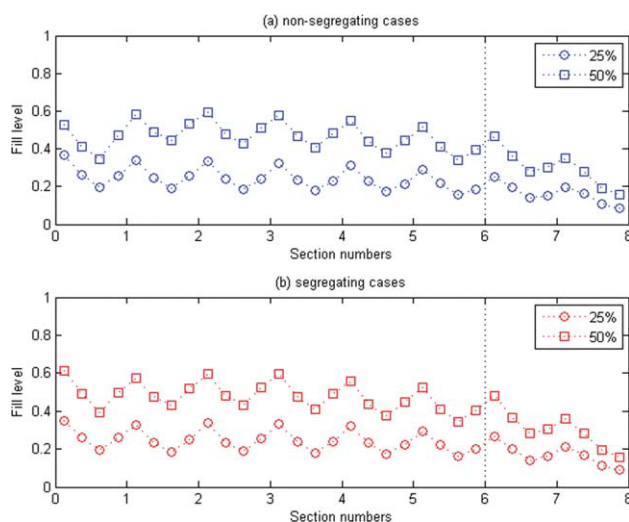 (a) non-segregating cases
1
0.8
0.6
0.4
0.2
0
Fill level
25%
50%
0 1 2 3 4 5 6 7 8
Section numbers
(b) segregating cases
1
0.8
0.6
0.4
0.2
0
Fill level
25%
50%
0 1 2 3 4 5 6 7 8
Section numbers